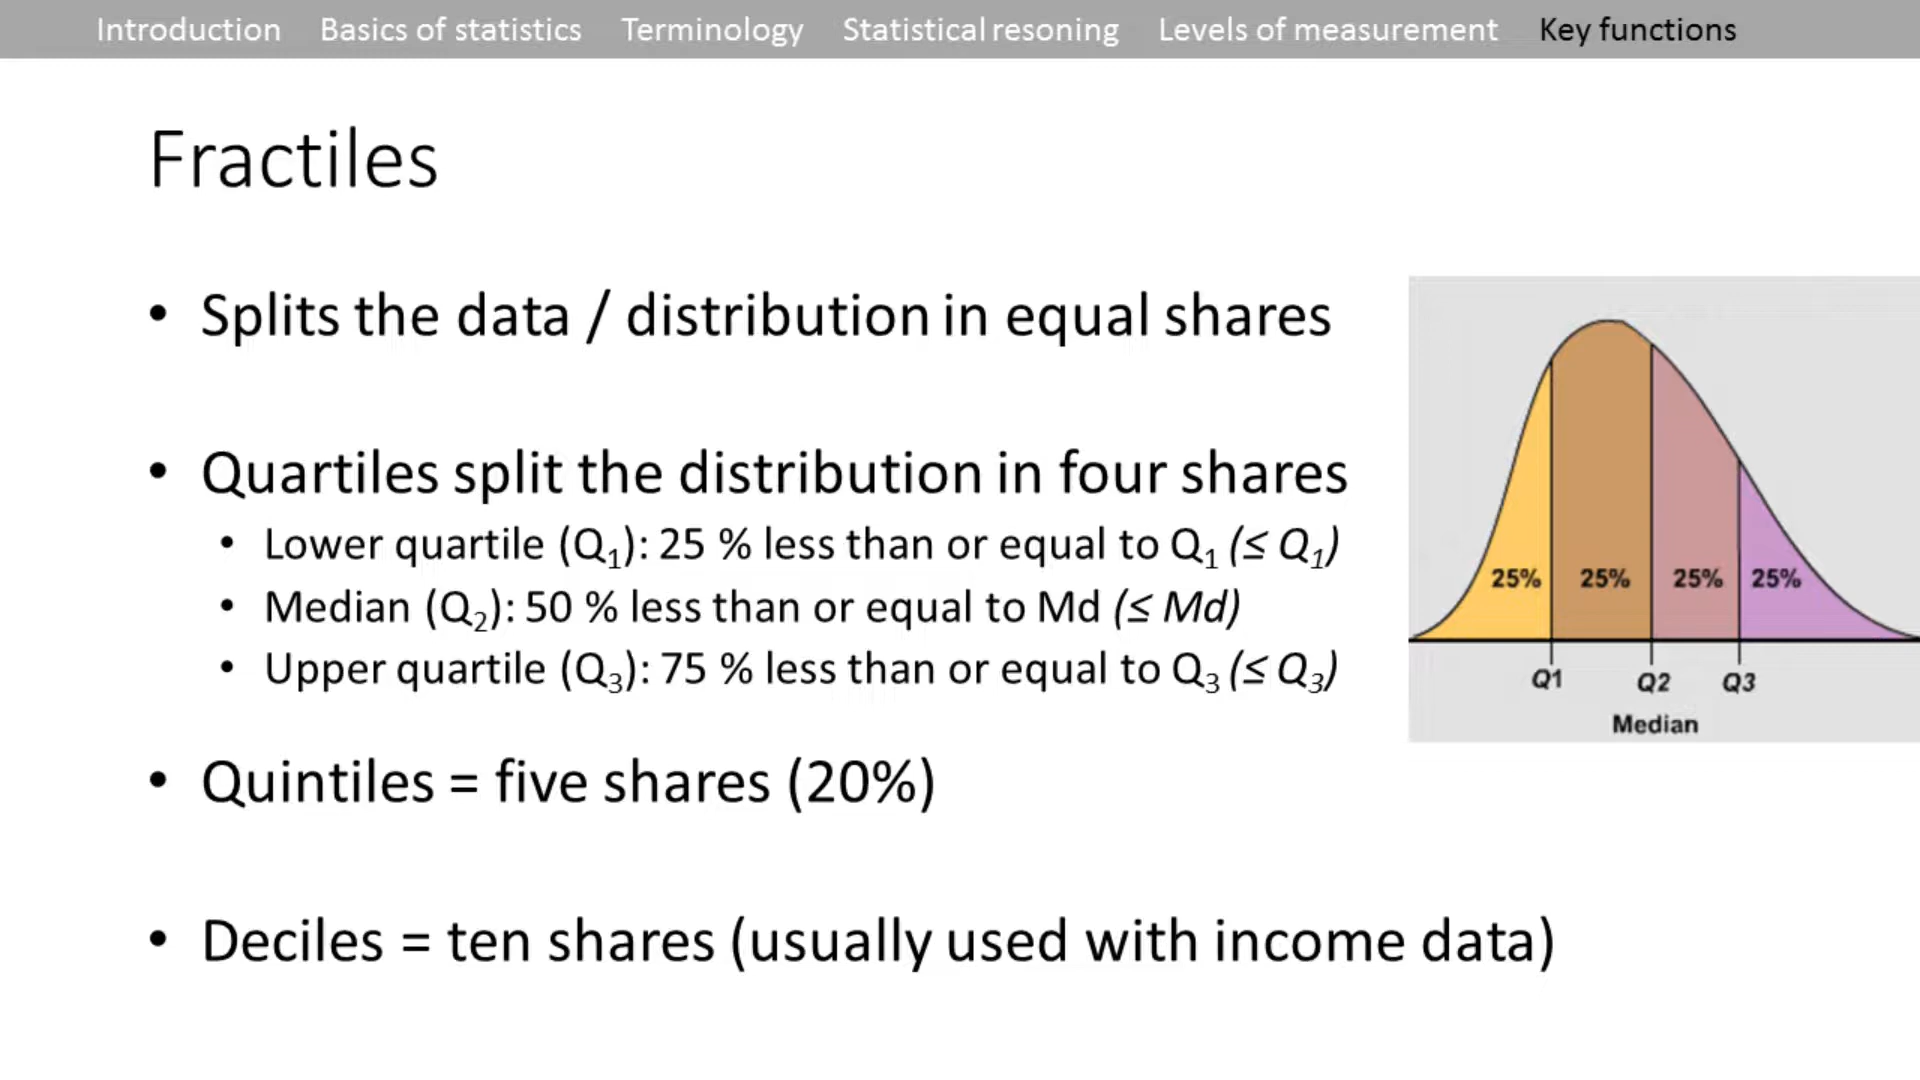 Introduction Basics of statistics Terminology Statistical resoning Levels of measurement Key functions
Fractiles
• Splits the data / distribution in equal shares
• Quartiles split the distribution in four shares
• Lower quartile (Q₁): 25 % less than or equal to Q₁ (≤ Q₁)
• Median (Q₂): 50 % less than or equal to Md (≤ Md)
• Upper quartile (Q₃): 75 % less than or equal to Q₃ (≤ Q₃)
• Quintiles = five shares (20%)
• Deciles = ten shares (usually used with income data)
25% 25% 25% 25%
Q1 Q2 Q3
Median